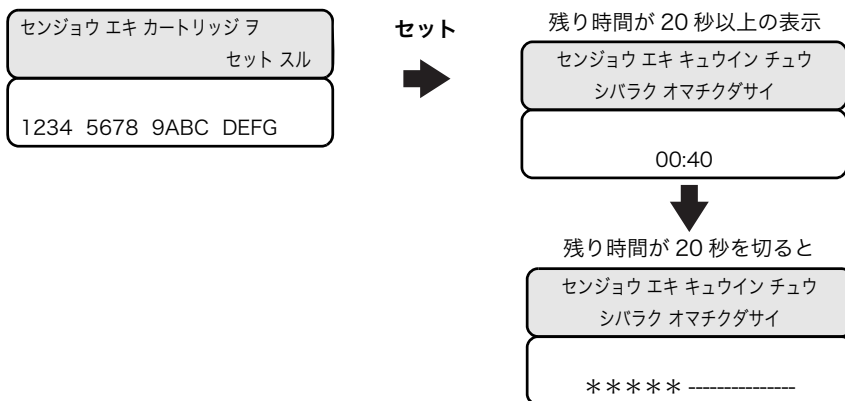 センジョウ エキ カートリッジ ヲ
セット スル
1234 5678 9ABC DEFG
セット
残り時間が 20 秒以上の表示
センジョウ エキ キュウイン チュウ
シバラク オマチクダサイ
00:40
残り時間が 20 秒を切ると
センジョウ エキ キュウイン チュウ
シバラク オマチクダサイ
＊＊＊＊＊ ---------------